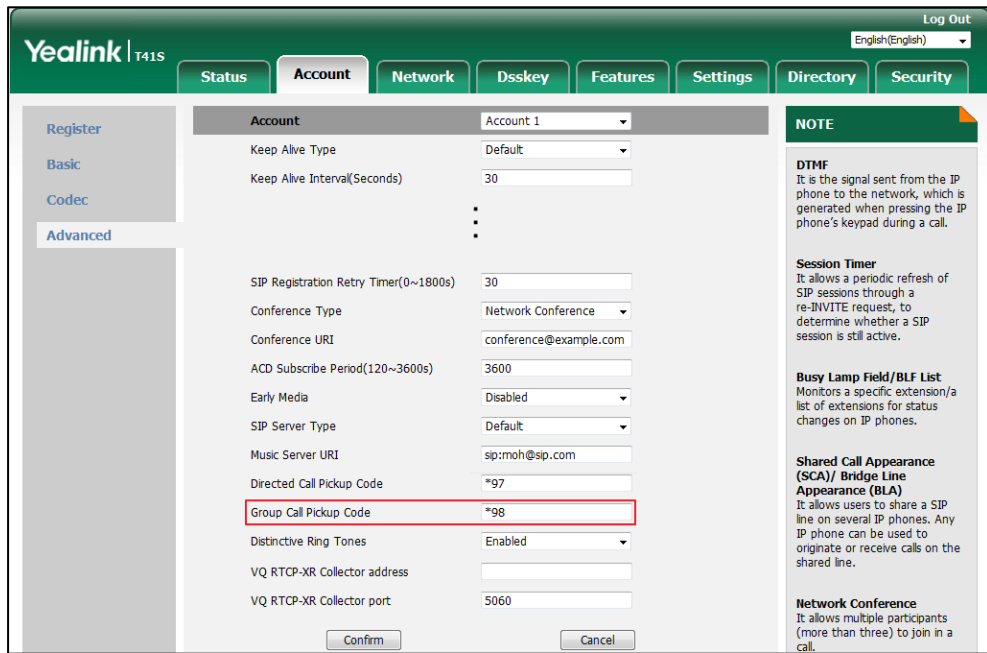 Log Out
Yealink T41S
English(English)
Status Account Network Dsskey Features Settings Directory Security
Register
Basic
Codec
Advanced
Account Account 1
Keep Alive Type Default
Keep Alive Interval(Seconds) 30
SIP Registration Retry Timer(0~1800s) 30
Conference Type Network Conference
Conference URI conference@example.com
ACD Subscribe Period(120~3600s) 3600
Early Media Disabled
SIP Server Type Default
Music Server URI sip:moh@sip.com
Directed Call Pickup Code *97
Group Call Pickup Code *98
Distinctive Ring Tones Enabled
VQ RTCP-XR Collector address
VQ RTCP-XR Collector port 5060
Confirm Cancel
NOTE
DTMF
It is the signal sent from the IP
phone to the network, which is
generated when pressing the IP
phone's keypad during a call.
Session Timer
It allows a periodic refresh of
SIP sessions through a
re-INVITE request, to
determine whether a SIP
session is still active.
Busy Lamp Field/BLF List
Monitors a specific extension/a
list of extensions for status
changes on IP phones.
Shared Call Appearance
(SCA)/ Bridge Line
Appearance (BLA)
It allows users to share a SIP
line on several IP phones. Any
IP phone can be used to
originate or receive calls on the
shared line.
Network Conference
It allows multiple participants
(more than three) to join in a
call.